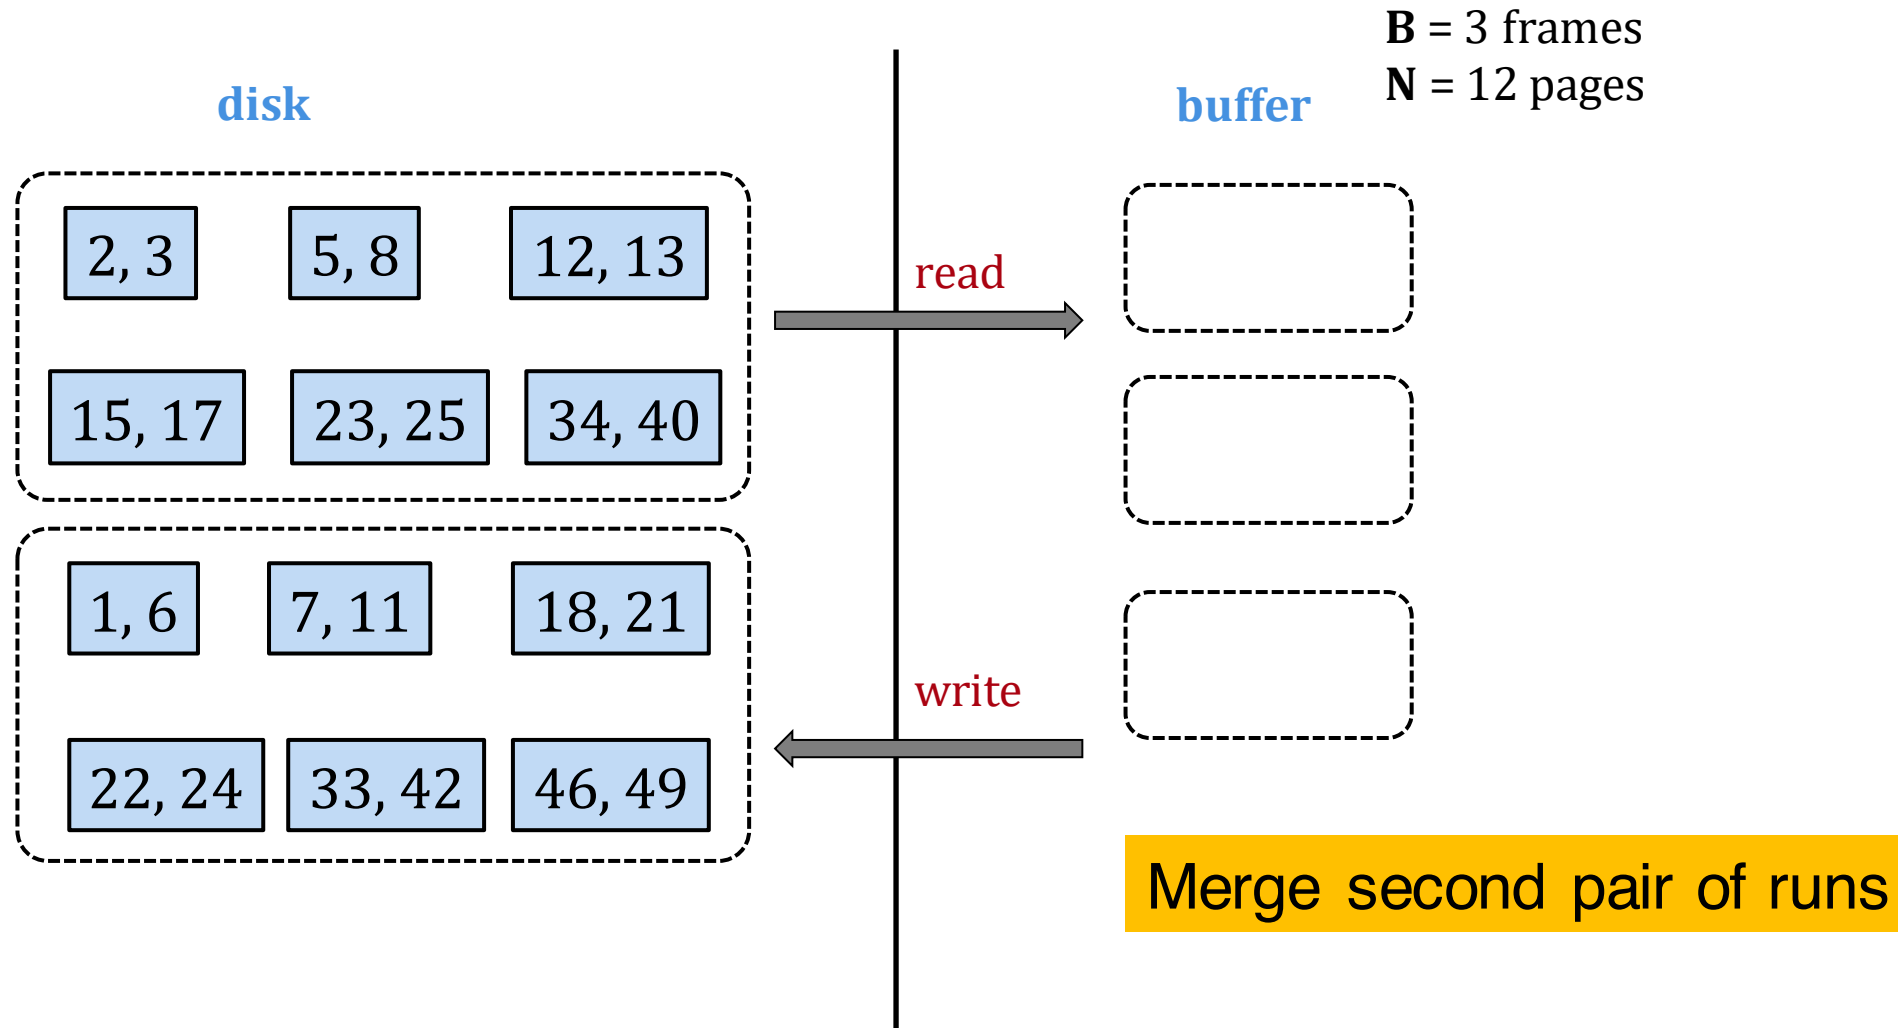 B = 3 frames
N = 12 pages
disk
buffer
2, 3
5, 8
12, 13
15, 17
23, 25
34, 40
1, 6
7, 11
18, 21
22, 24
33, 42
46, 49
read
write
Merge second pair of runs